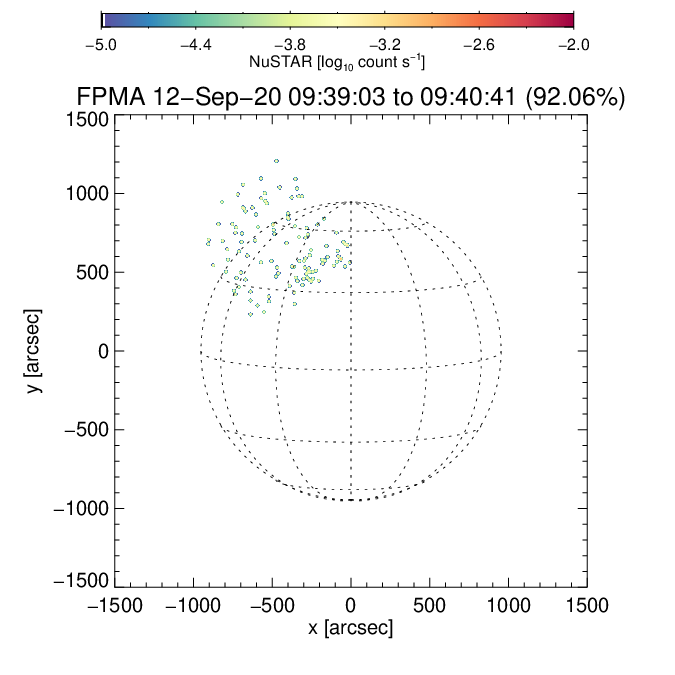 −5.0 −4.4 −3.8 −3.2 −2.6 −2.0
NuSTAR [log₁₀ count s⁻¹]
FPMA 12−Sep−20 09:39:03 to 09:40:41 (92.06%)
1500
1000
500
0
−500
−1000
−1500
y [arcsec]
−1500 −1000 −500 0 500 1000 1500
x [arcsec]